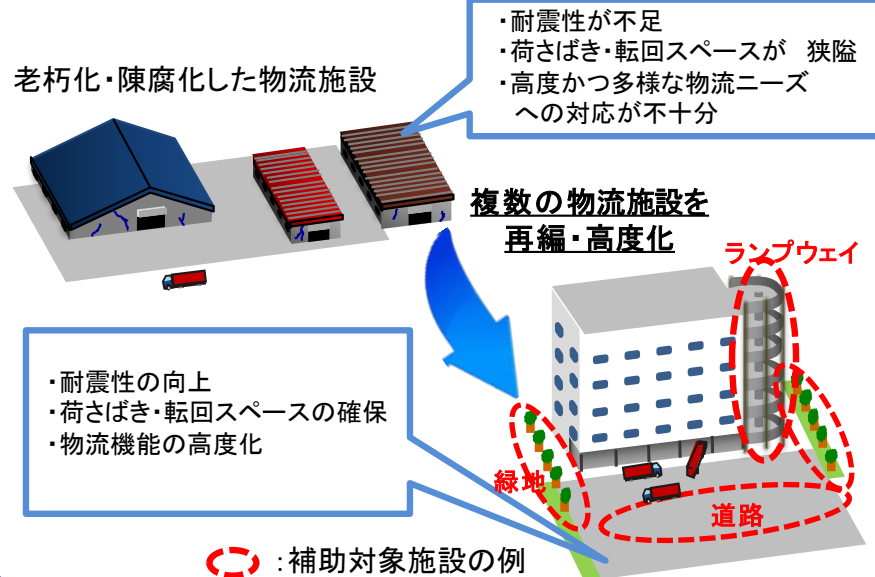 老朽化・陳腐化した物流施設
・耐震性が不足
・荷さばき・転回スペースが 狭隘
・高度かつ多様な物流ニーズ
への対応が不十分
複数の物流施設を
再編・高度化
ランプウェイ
・耐震性の向上
・荷さばき・転回スペースの確保
・物流機能の高度化
緑地
道路
:補助対象施設の例